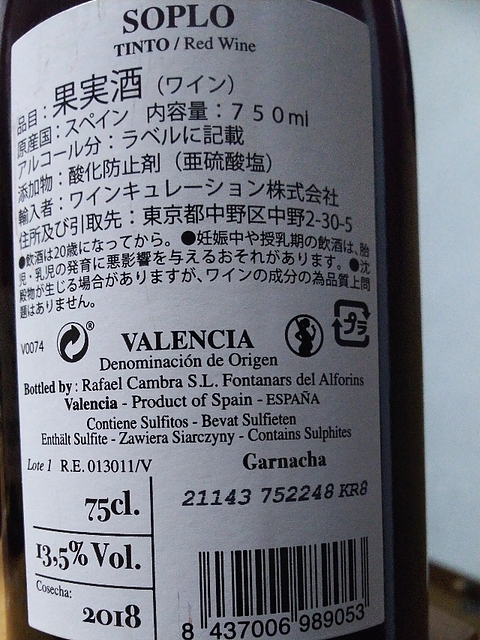 SOPLO
TINTO / Red Wine
品目：果実酒（ワイン）
原産国：スペイン　内容量：７５０ml
アルコール分：ラベルに記載
添加物：酸化防止剤（亜硫酸塩）
輸入者：ワインキュレーション株式会社
住所及び引取先：東京都中野区中野2-30-5
●飲酒は20歳になってから。●妊娠中や授乳期の飲酒は、胎
児・乳児の発育に悪影響を与えるおそれがあります。●沈
殿物が生じる場合がありますが、ワインの成分の為品質上問
題はありません。
V0074
®
プラ
VALENCIA
Denominación de Origen
Bottled by : Rafael Cambra S.L. Fontanars del Alforins
Valencia - Product of Spain - ESPAÑA
Contiene Sulfitos - Bevat Sulfieten
Enthält Sulfite - Zawiera Siarczyny - Contains Sulphites
Lote 1 R.E. 013011/V
Garnacha
75cl.
21143 752248 KR8
13,5% Vol.
Cosecha:
2018
8 437006 989053